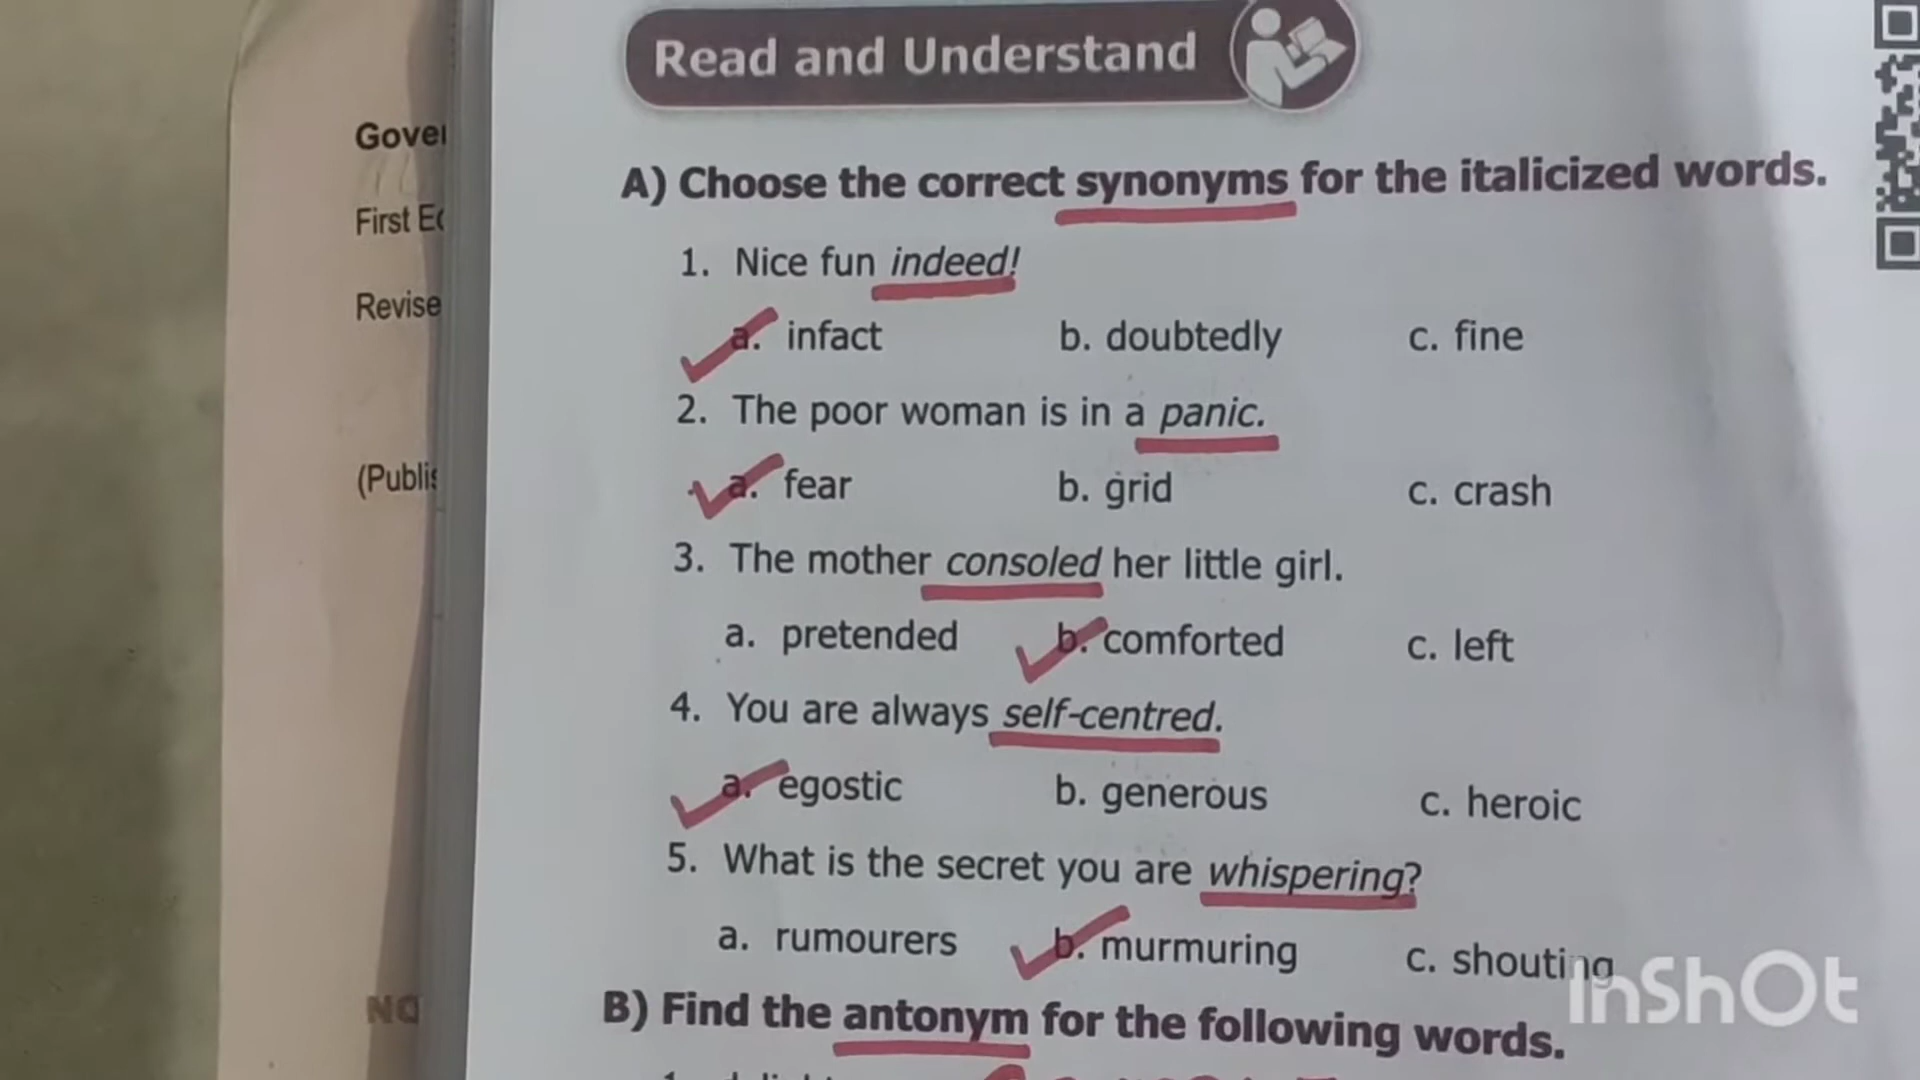 Read and Understand
A) Choose the correct synonyms for the italicized words.
1. Nice fun indeed!
a. infact b. doubtedly c. fine
2. The poor woman is in a panic.
a. fear b. grid c. crash
3. The mother consoled her little girl.
a. pretended b. comforted c. left
4. You are always self-centred.
a. egostic b. generous c. heroic
5. What is the secret you are whispering?
a. rumourers b. murmuring c. shouting
B) Find the antonym for the following words.
First
(Publis
NO
InShOt